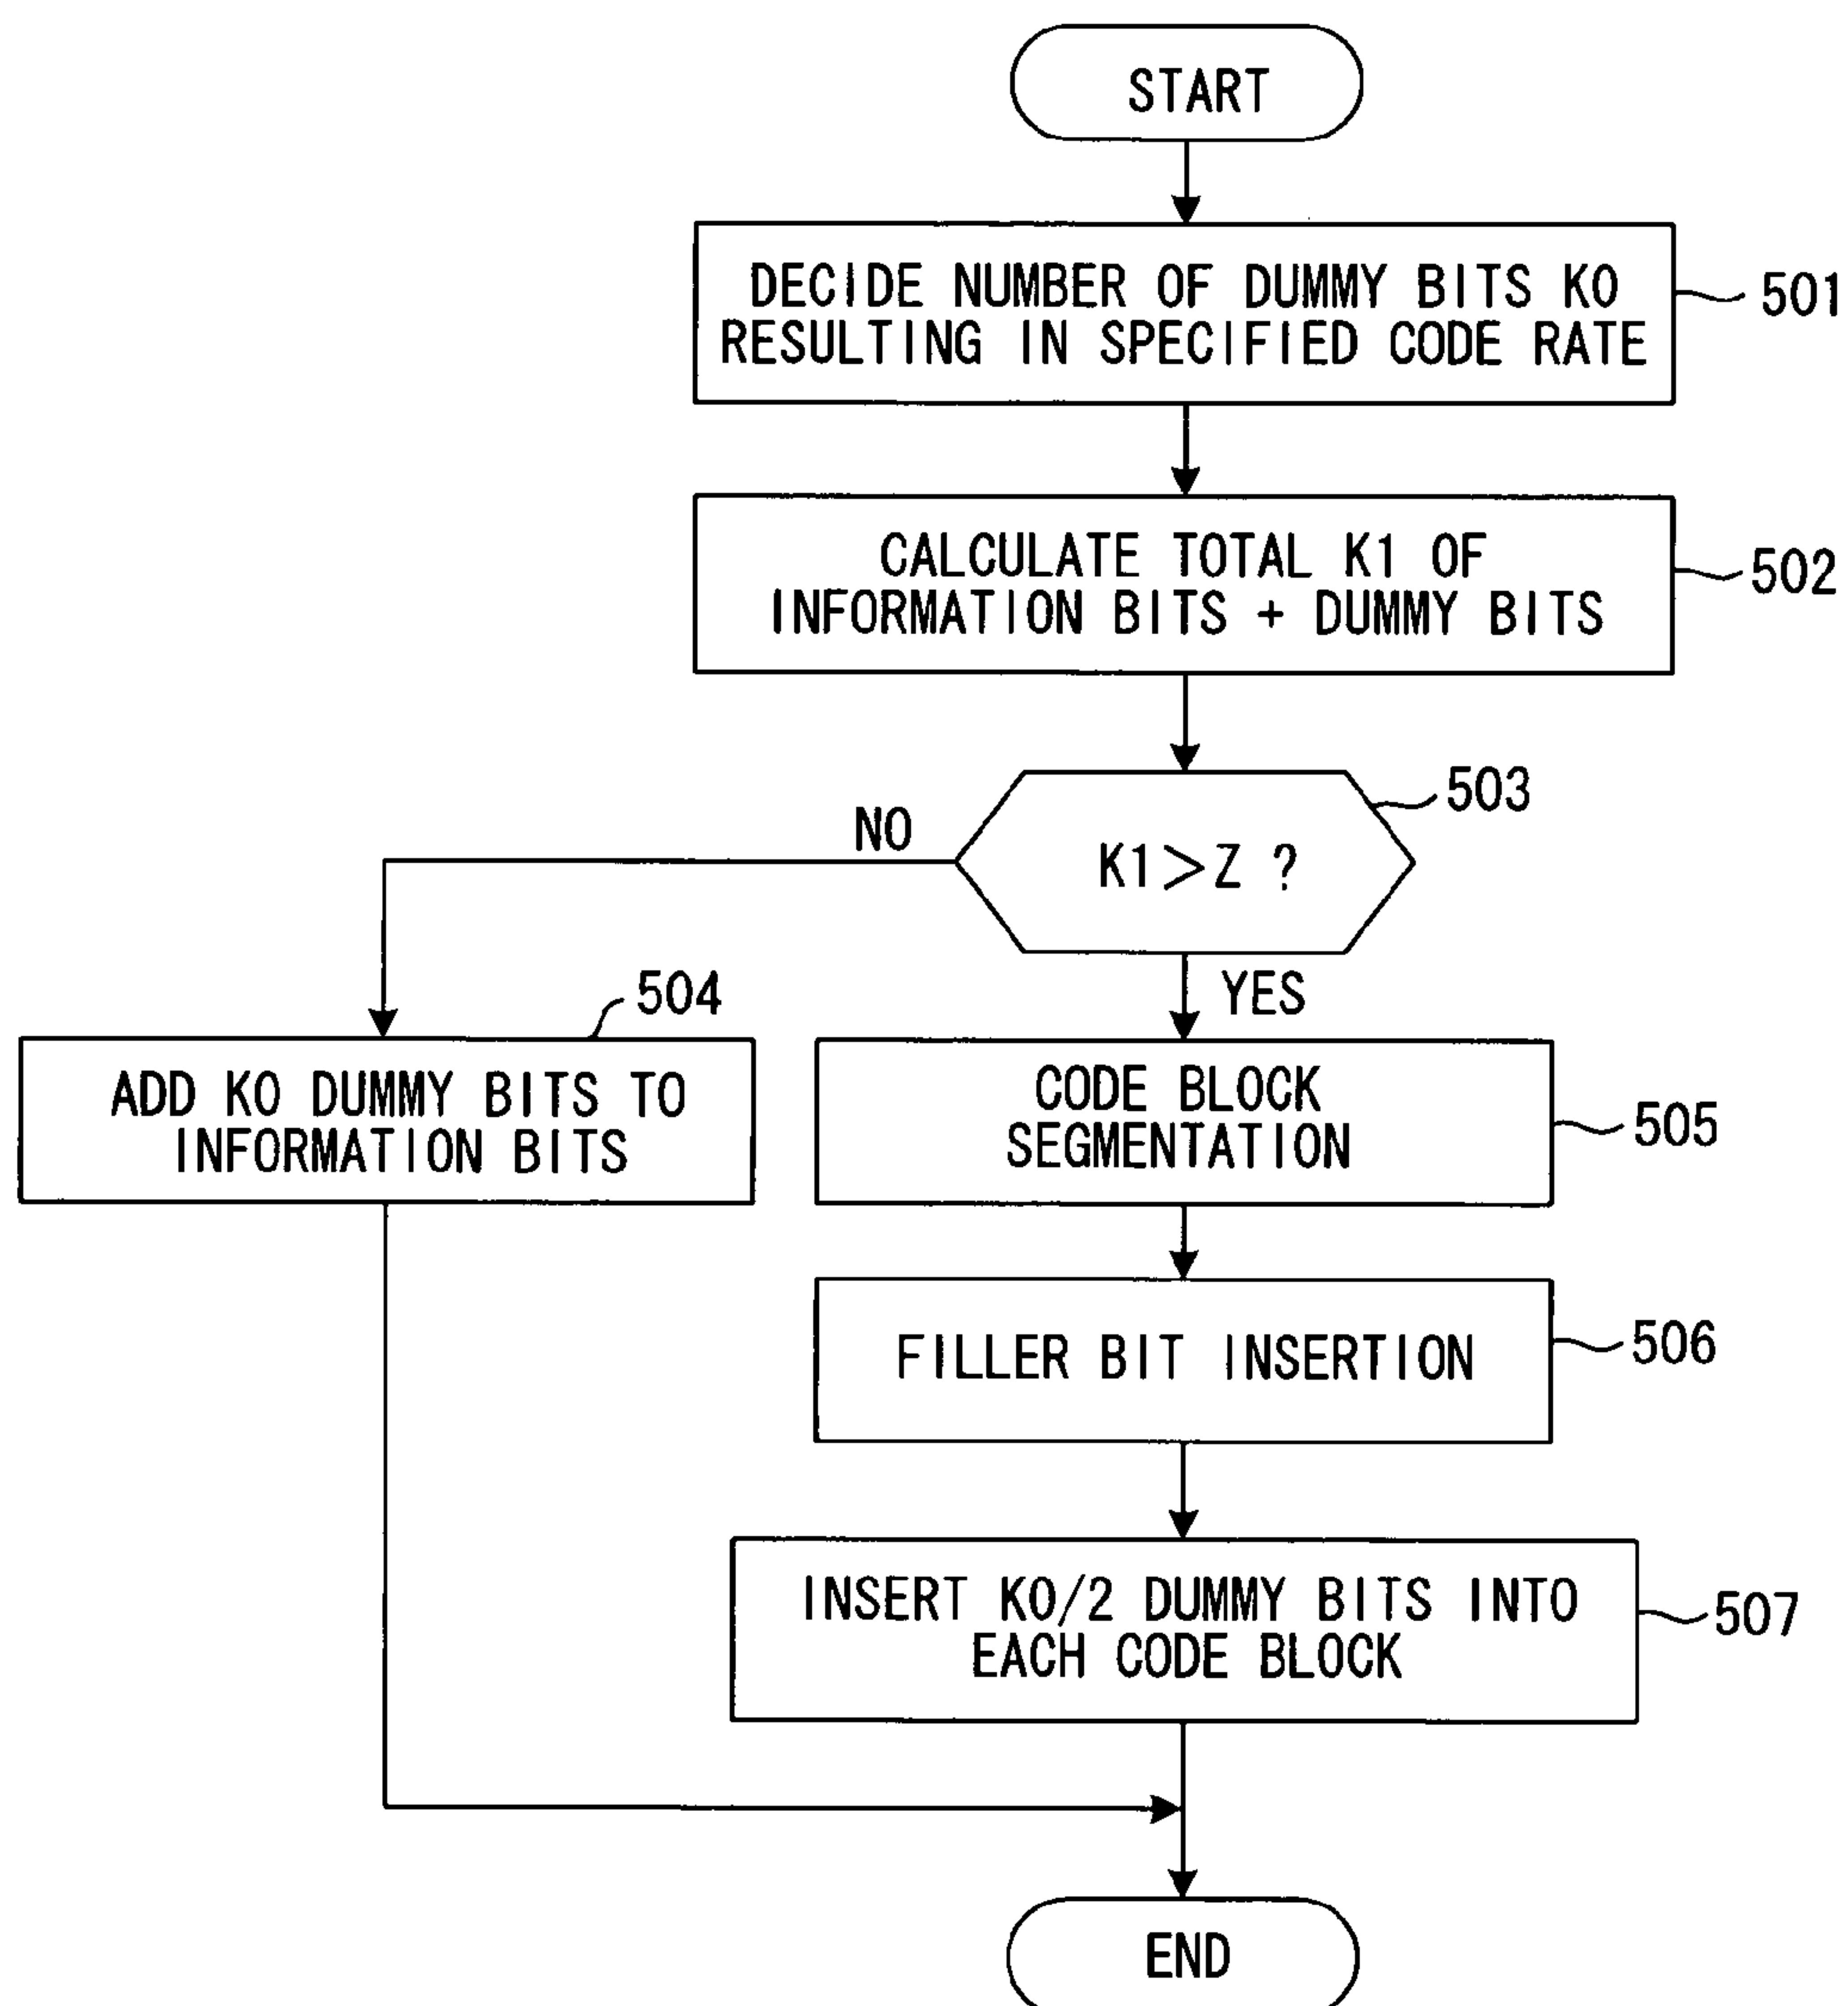 START
DECIDE NUMBER OF DUMMY BITS K0
RESULTING IN SPECIFIED CODE RATE
501
CALCULATE TOTAL K1 OF
INFORMATION BITS + DUMMY BITS
502
503
NO
K1>Z ?
YES
504
ADD K0 DUMMY BITS TO
INFORMATION BITS
CODE BLOCK
SEGMENTATION
505
FILLER BIT INSERTION
506
INSERT K0/2 DUMMY BITS INTO
EACH CODE BLOCK
507
END